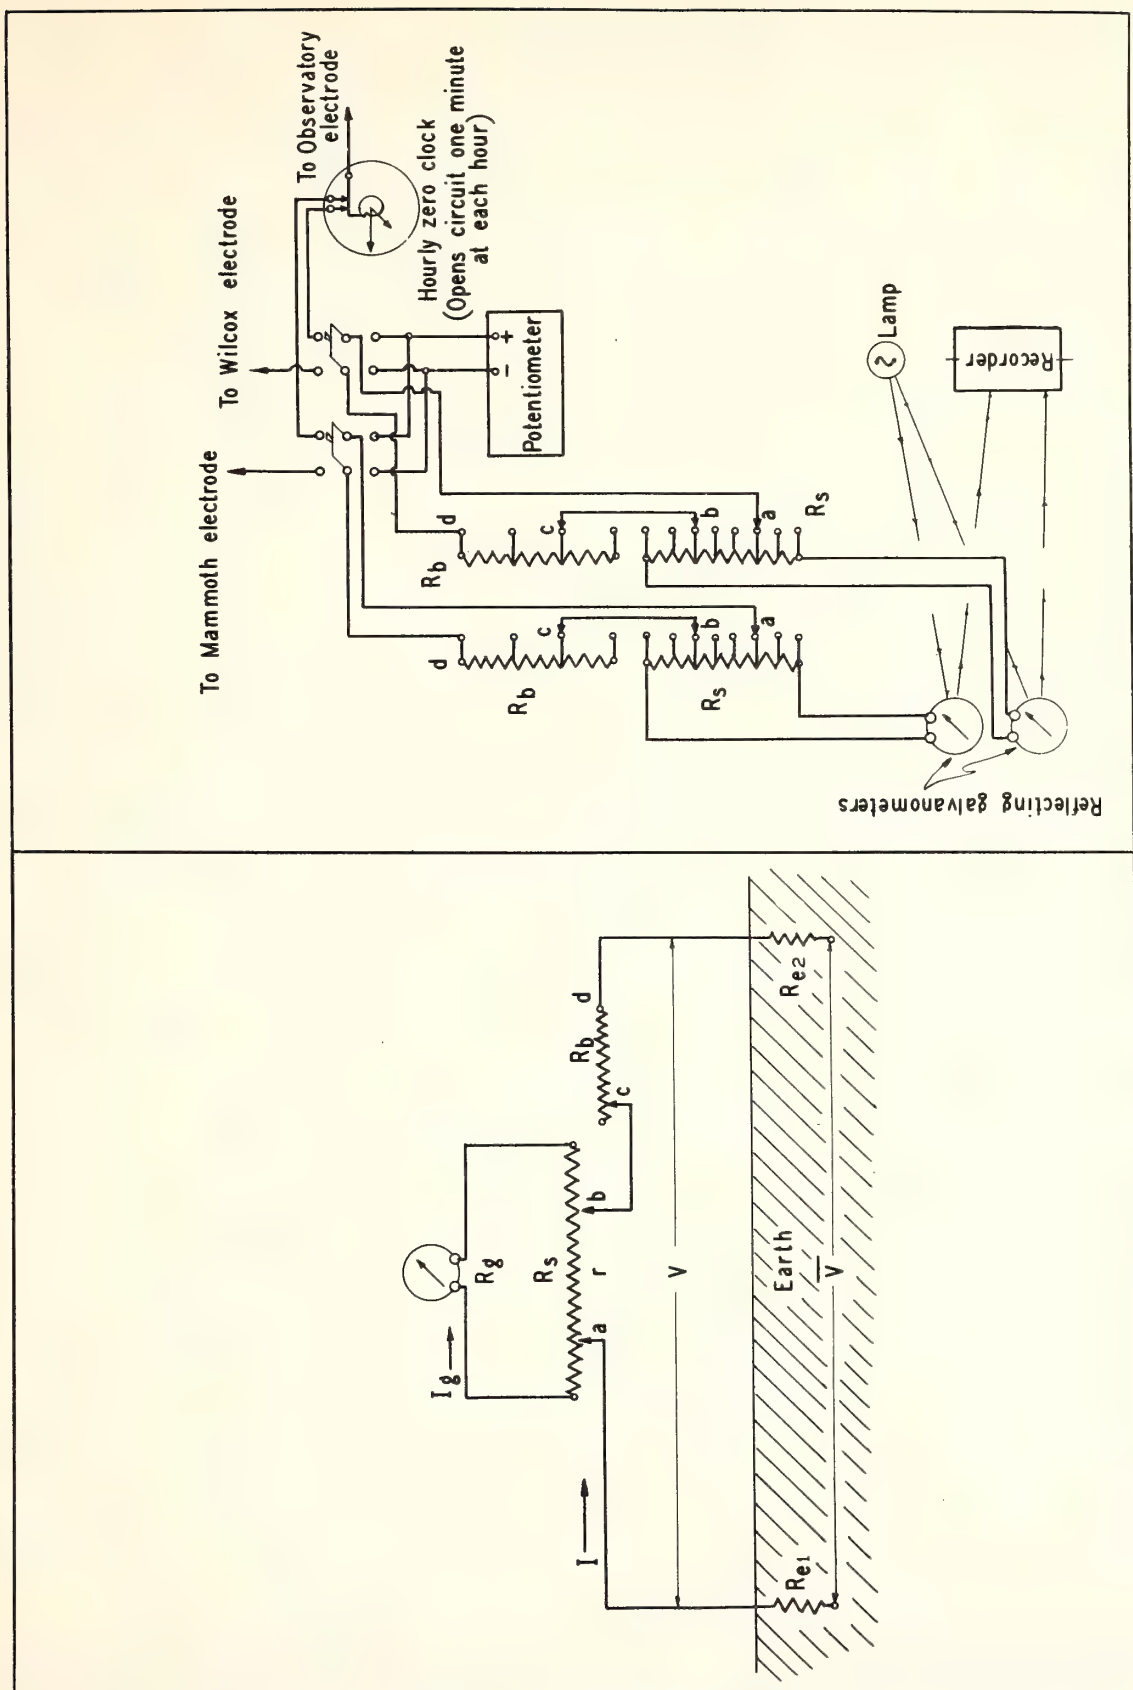 To Mammoth electrode
To Wilcox electrode
To Observatory
electrode
Hourly zero clock
(Opens circuit one minute
at each hour)
+
-
Potentiometer
d
c
b
a
Rb
Rs
d
c
b
a
Rb
Rs
Lamp
Recorder
Reflecting galvanometers
Ig
Rg
Rs
a
r
b
c
Rb
d
I
V
Earth
V̅
Re1
Re2